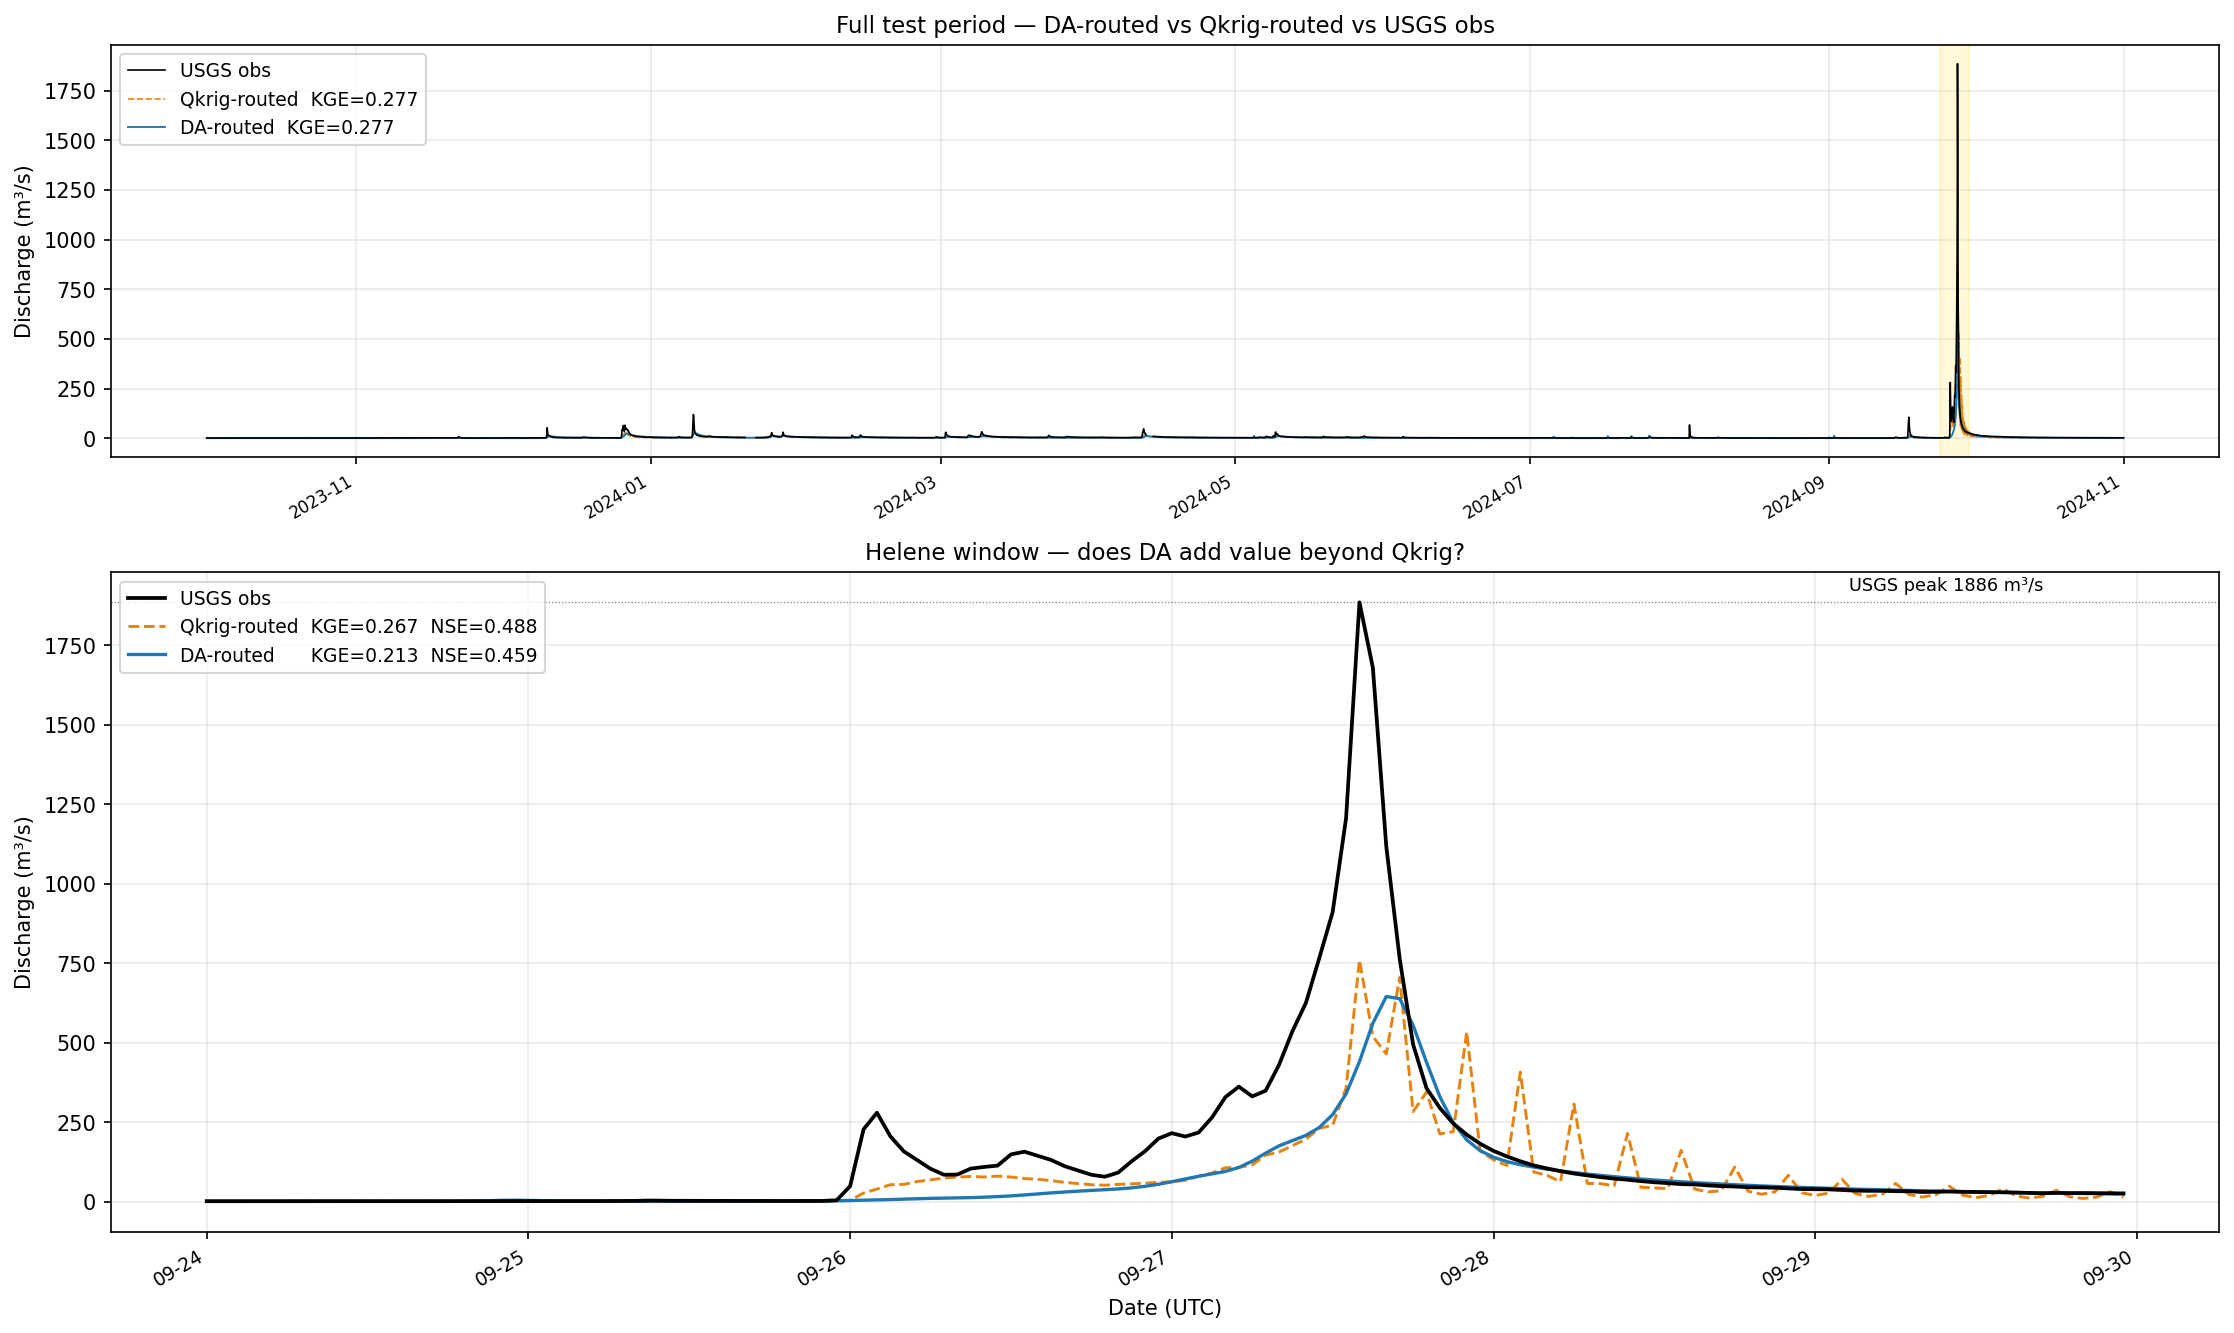 Full test period — DA-routed vs Qkrig-routed vs USGS obs
USGS obs
Qkrig-routed  KGE=0.277
DA-routed  KGE=0.277
Discharge (m³/s)
1750
1500
1250
1000
750
500
250
0
2023-11
2024-01
2024-03
2024-05
2024-07
2024-09
2024-11
Helene window — does DA add value beyond Qkrig?
USGS obs
Qkrig-routed  KGE=0.267  NSE=0.488
DA-routed  KGE=0.213  NSE=0.459
USGS peak 1886 m³/s
Discharge (m³/s)
1750
1500
1250
1000
750
500
250
0
09-24
09-25
09-26
09-27
09-28
09-29
09-30
Date (UTC)